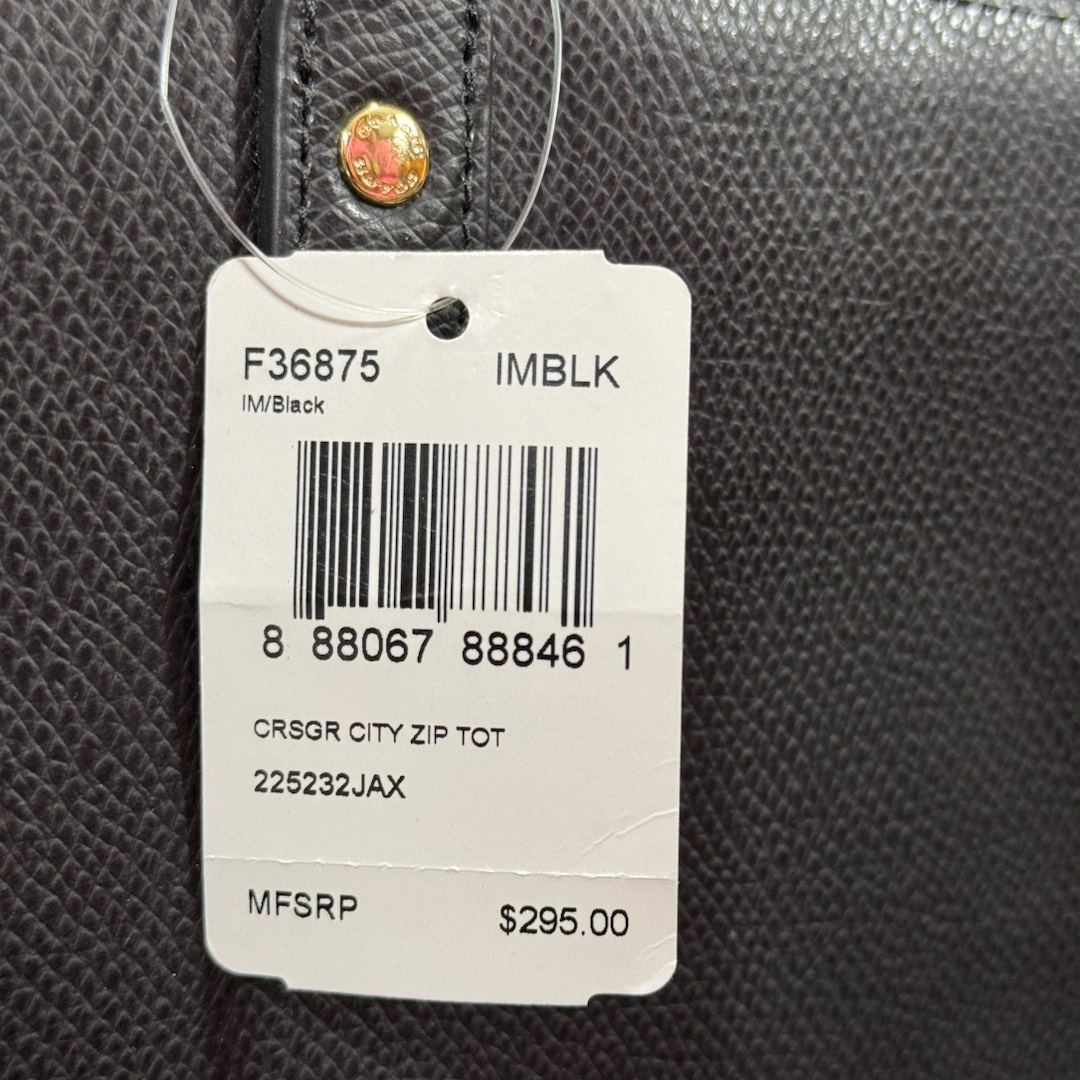 F36875 IMBLK
IM/Black
8 88067 88846 1
CRSGR CITY ZIP TOT
225232JAX
MFSRP $295.00